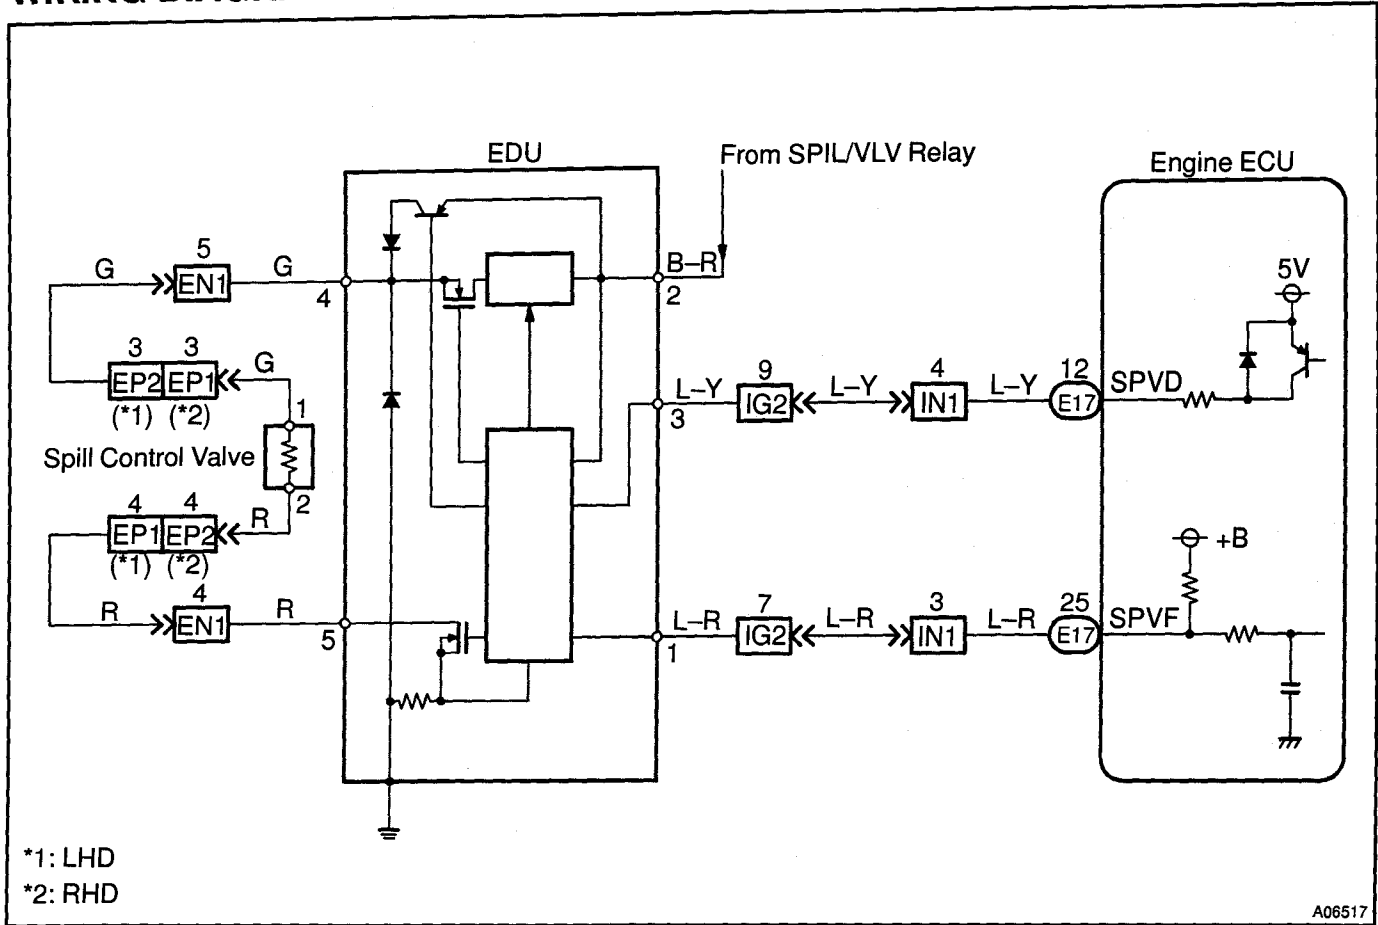 EDU
From SPIL/VLV Relay
Engine ECU
5
G
EN1
G
4
B–R
2
5V
3 3
G
EP2 EP1
(*1) (*2)
1
Spill Control Valve
2
L–Y
3
9
IG2
L–Y
4
IN1
L–Y
12
E17
SPVD
4 4
R
EP1 EP2
(*1) (*2)
+B
4
R
EN1
R
5
L–R
1
7
IG2
L–R
3
IN1
L–R
25
E17
SPVF
*1: LHD
*2: RHD
A06517